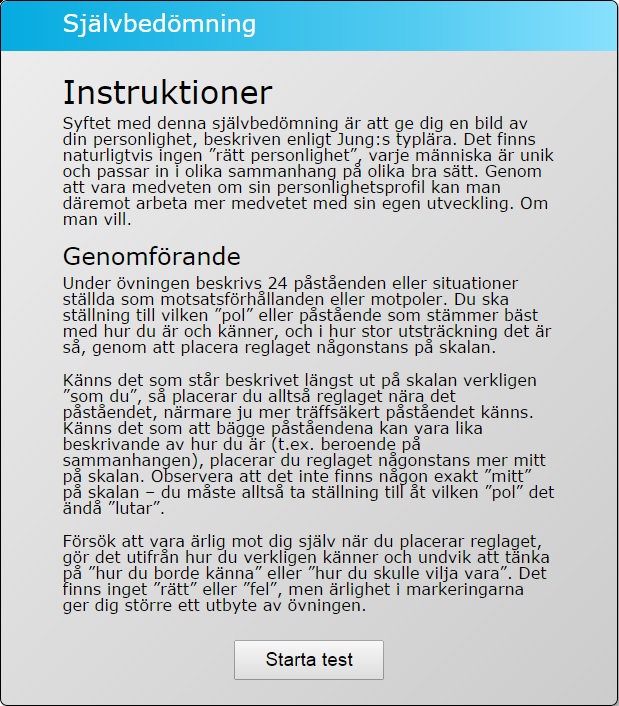 Självbedömning
Instruktioner
Syftet med denna självbedömning är att ge dig en bild av
din personlighet, beskriven enligt Jung:s typlära. Det finns
naturligtvis ingen ”rätt personlighet”, varje människa är unik
och passar in i olika sammanhang på olika bra sätt. Genom
att vara medveten om sin personlighetsprofil kan man
däremot arbeta mer medvetet med sin egen utveckling. Om
man vill.
Genomförande
Under övningen beskrivs 24 påståenden eller situationer
ställda som motsatsförhållanden eller motpoler. Du ska
ställning till vilken ”pol” eller påstående som stämmer bäst
med hur du är och känner, och i hur stor utsträckning det är
så, genom att placera reglaget någonstans på skalan.
Känns det som står beskrivet längst ut på skalan verkligen
”som du”, så placerar du alltså reglaget nära det
påståendet, närmare ju mer träffsäkert påståendet känns.
Känns det som att bägge påståendena kan vara lika
beskrivande av hur du är (t.ex. beroende på
sammanhangen), placerar du reglaget någonstans mer mitt
på skalan. Observera att det inte finns någon exakt ”mitt”
på skalan – du måste alltså ta ställning till åt vilken ”pol” det
ändå ”lutar”.
Försök att vara ärlig mot dig själv när du placerar reglaget,
gör det utifrån hur du verkligen känner och undvik att tänka
på ”hur du borde känna” eller ”hur du skulle vilja vara”. Det
finns inget ”rätt” eller ”fel”, men ärlighet i markeringarna
ger dig större ett utbyte av övningen.
Starta test